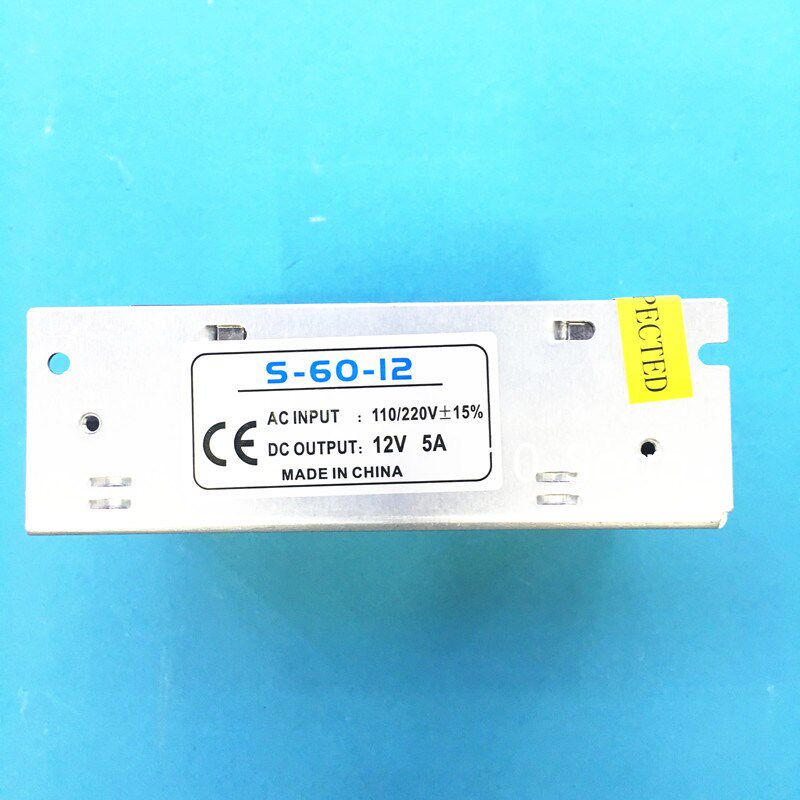 S-60-12
CE
AC INPUT : 110/220V±15%
DC OUTPUT: 12V 5A
MADE IN CHINA
PECTED